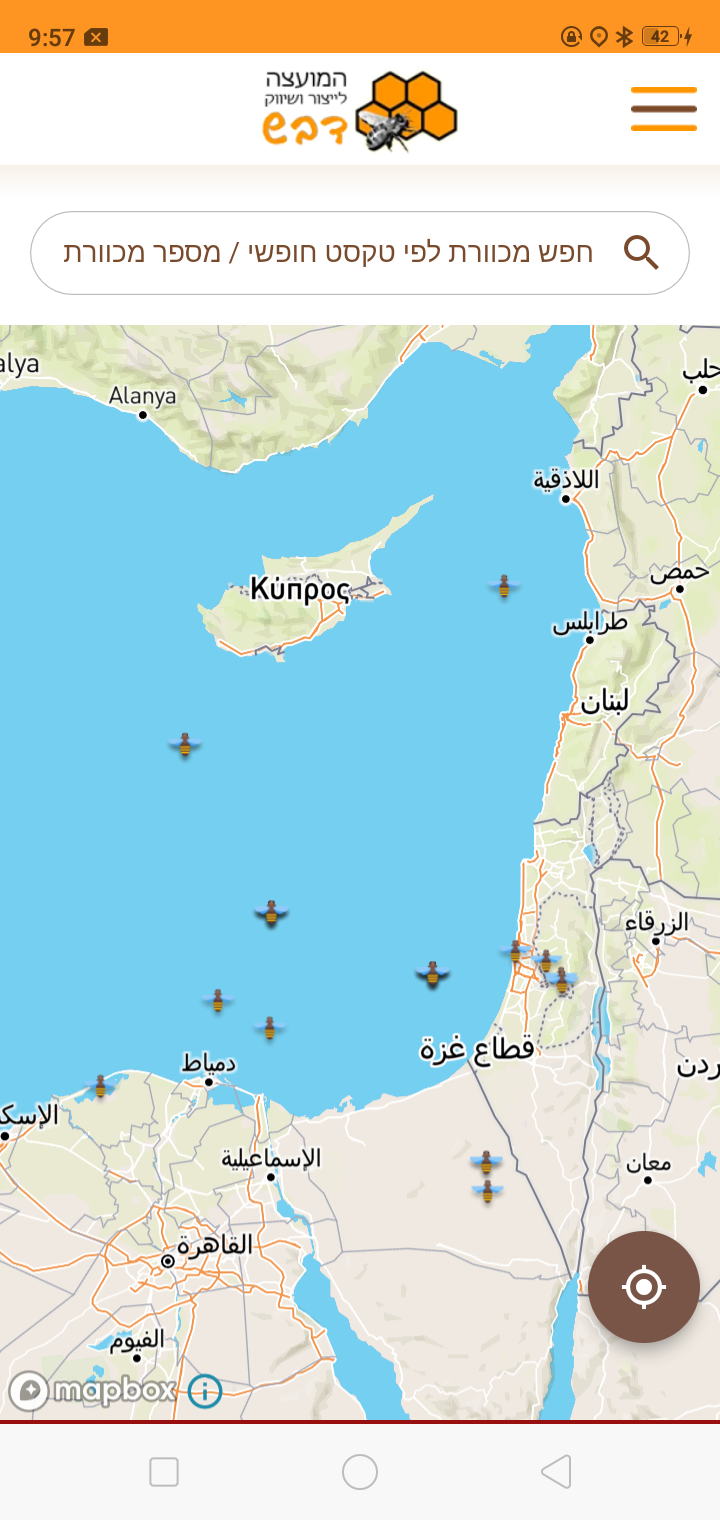 9:57
42
המועצה
לייצור ושיווק
דבש
חפש מכוורת לפי טקסט חופשי / מספר מכוורת
alya
Alanya
حلب
اللاذقية
Κύπρος
حمص
طرابلس
لبنان
الزرقاء
قطاع غزة
دمياط
ردن
الإسك
الإسماعيلية
معان
القاهرة
الفيوم
mapbox